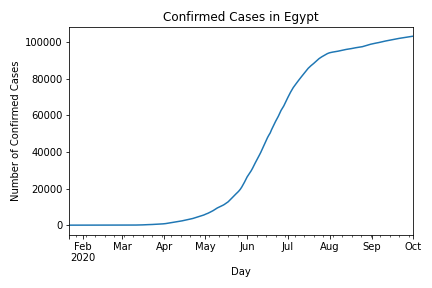 Confirmed Cases in Egypt
Number of Confirmed Cases
100000
80000
60000
40000
20000
0
Feb Mar Apr May Jun Jul Aug Sep Oct
2020
Day